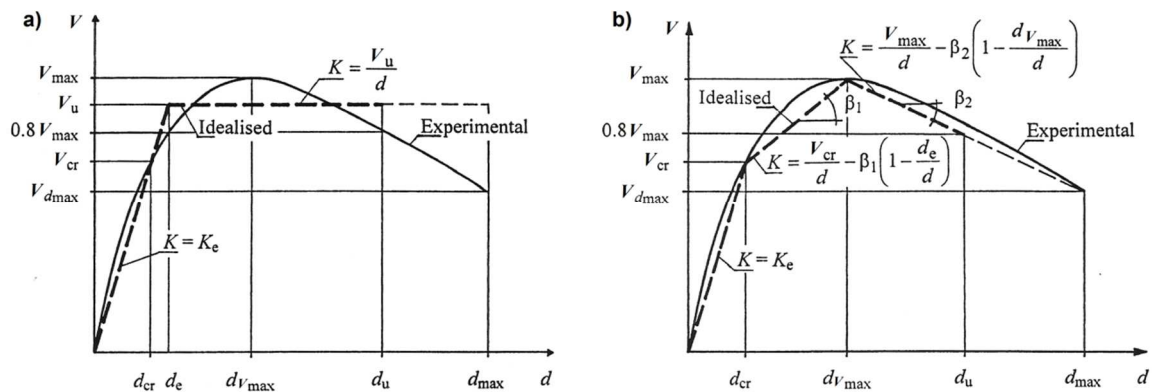 a)
V
V_max
V_u
0.8 V_max
V_cr
V_dmax
K = V_u / d
Idealised
Experimental
K = K_e
d_cr
d_e
d_Vmax
d_u
d_max
d
b)
V
K = V_max / d − β_2 (1 − d_Vmax / d)
V_max
Idealised
β_1
β_2
0.8 V_max
Experimental
V_cr
K = V_cr / d − β_1 (1 − d_e / d)
V_dmax
K = K_e
d_cr
d_Vmax
d_u
d_max
d